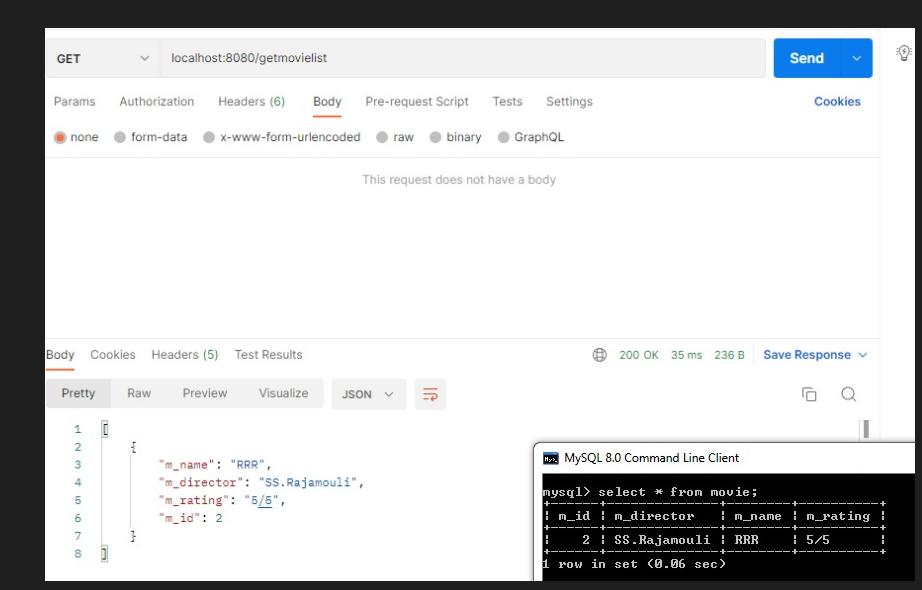 GET localhost:8080/getmovielist Send
Params Authorization Headers (6) Body Pre-request Script Tests Settings Cookies
none form-data x-www-form-urlencoded raw binary GraphQL
This request does not have a body
Body Cookies Headers (5) Test Results 200 OK 35 ms 236 B Save Response
Pretty Raw Preview Visualize JSON
1 [
2 {
3 "m_name": "RRR",
4 "m_director": "SS.Rajamouli",
5 "m_rating": "5/5",
6 "m_id": 2
7 }
8 ]
MySQL 8.0 Command Line Client
mysql> select * from movie;
+------+--------------+--------+----------+
| m_id | m_director | m_name | m_rating |
+------+--------------+--------+----------+
| 2 | SS.Rajamouli | RRR | 5/5 |
+------+--------------+--------+----------+
1 row in set (0.06 sec)